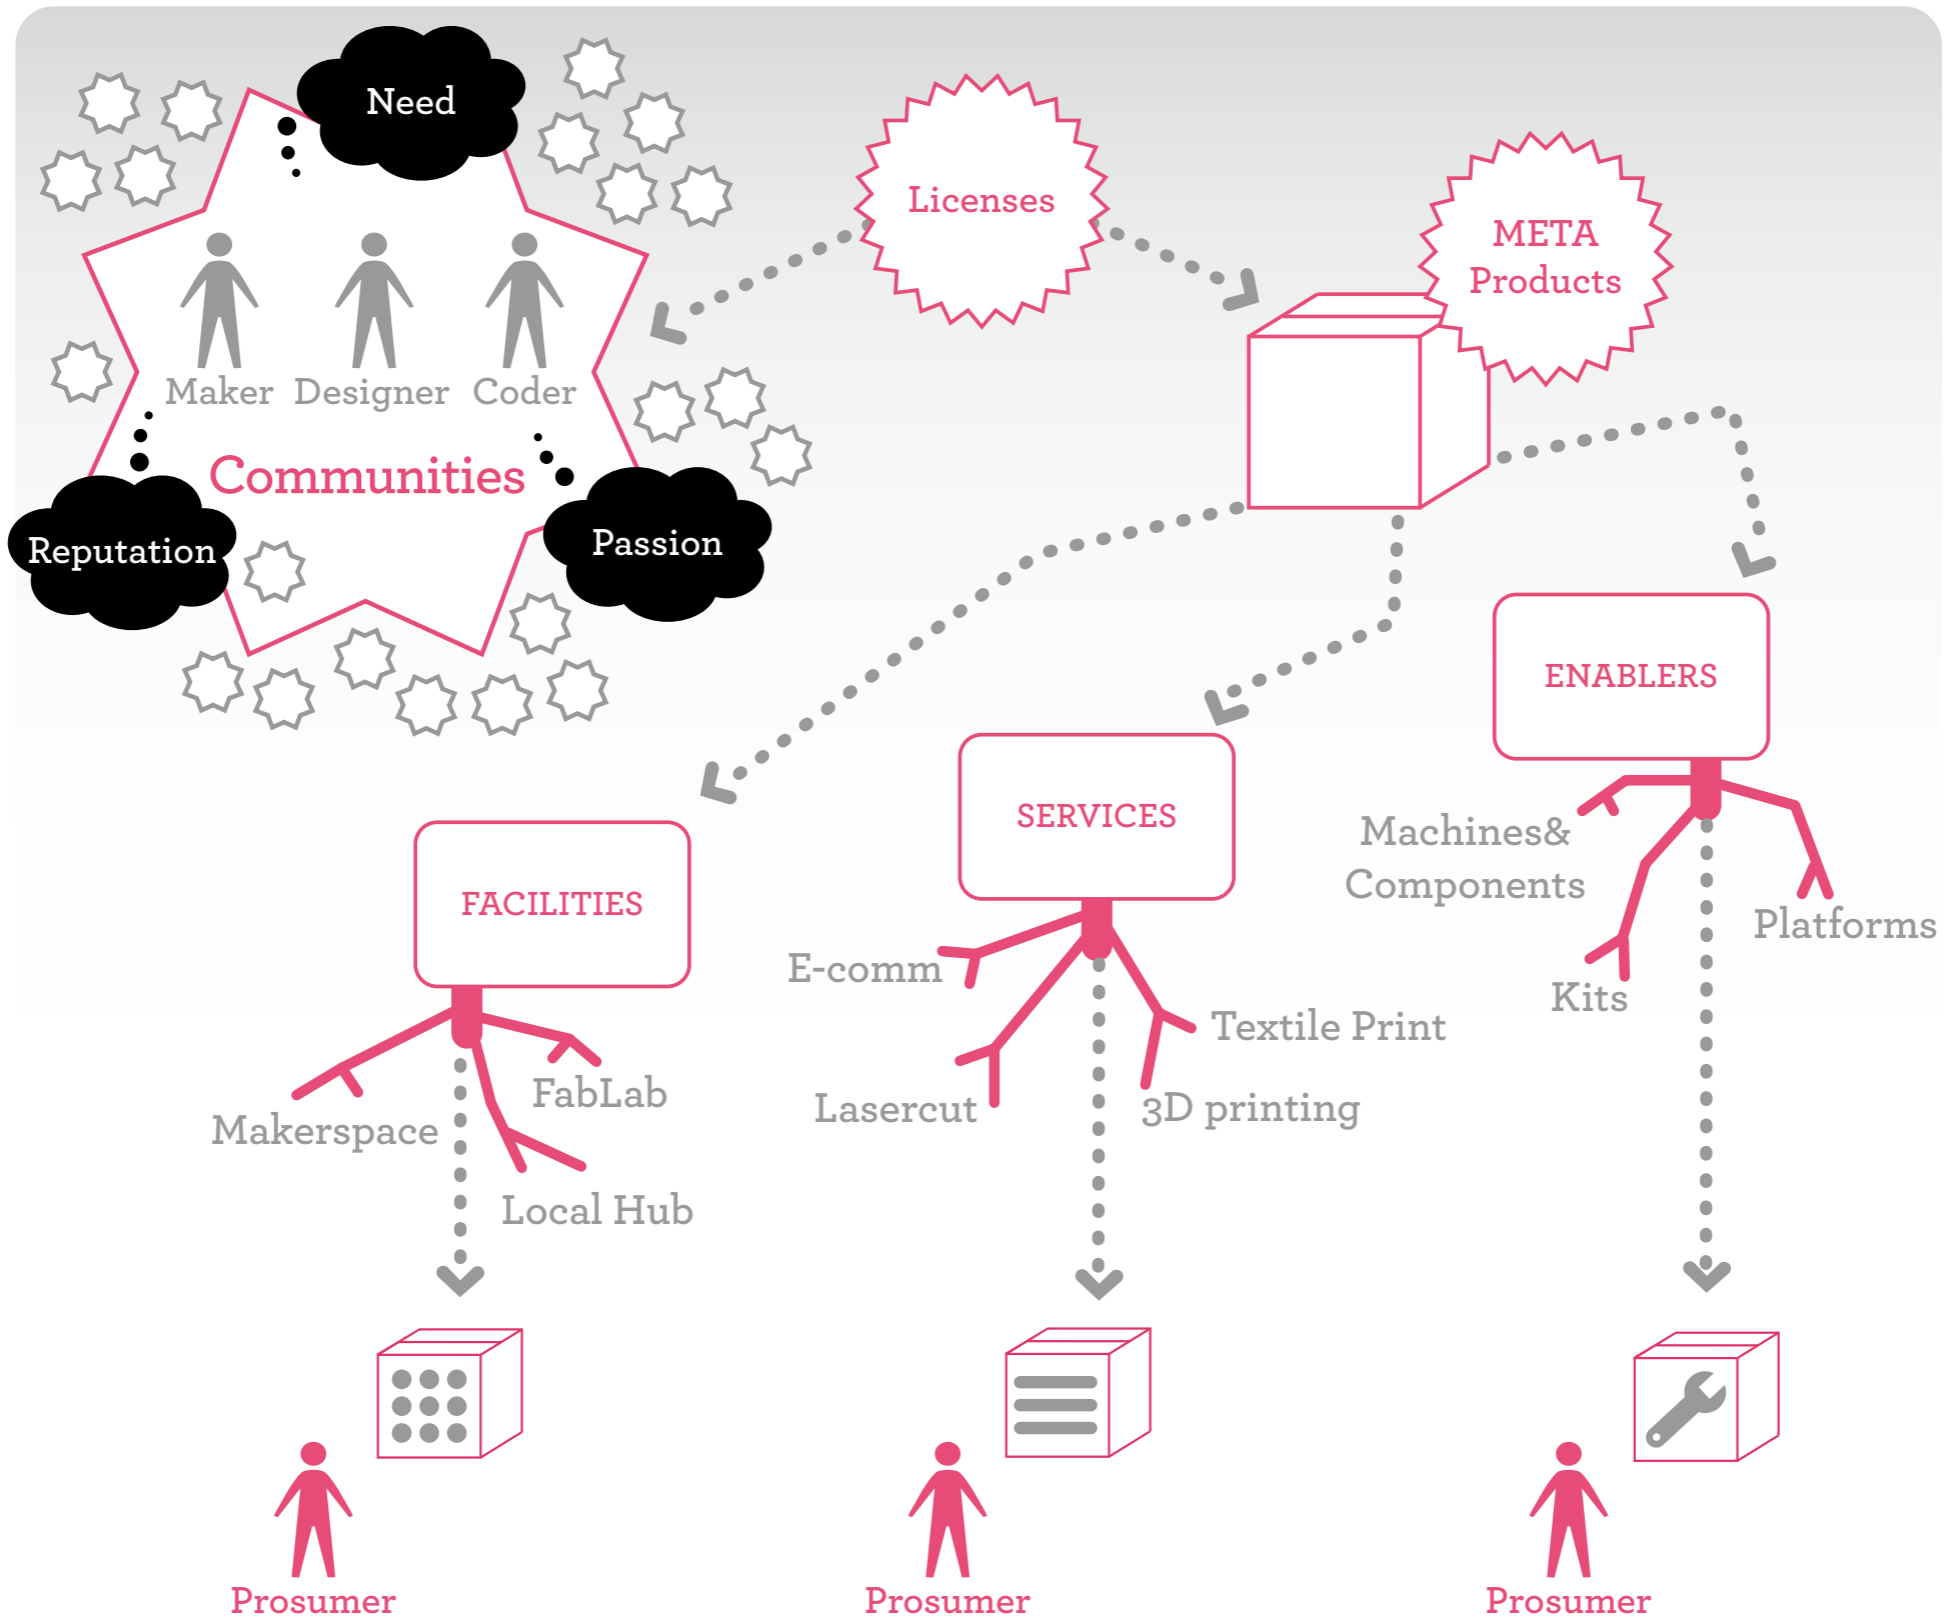 Need
Licenses
META
Products
Maker
Designer
Coder
Communities
Reputation
Passion
ENABLERS
SERVICES
Machines&
Components
FACILITIES
Platforms
E-comm
Kits
Textile Print
FabLab
Lasercut
3D printing
Makerspace
Local Hub
Prosumer
Prosumer
Prosumer